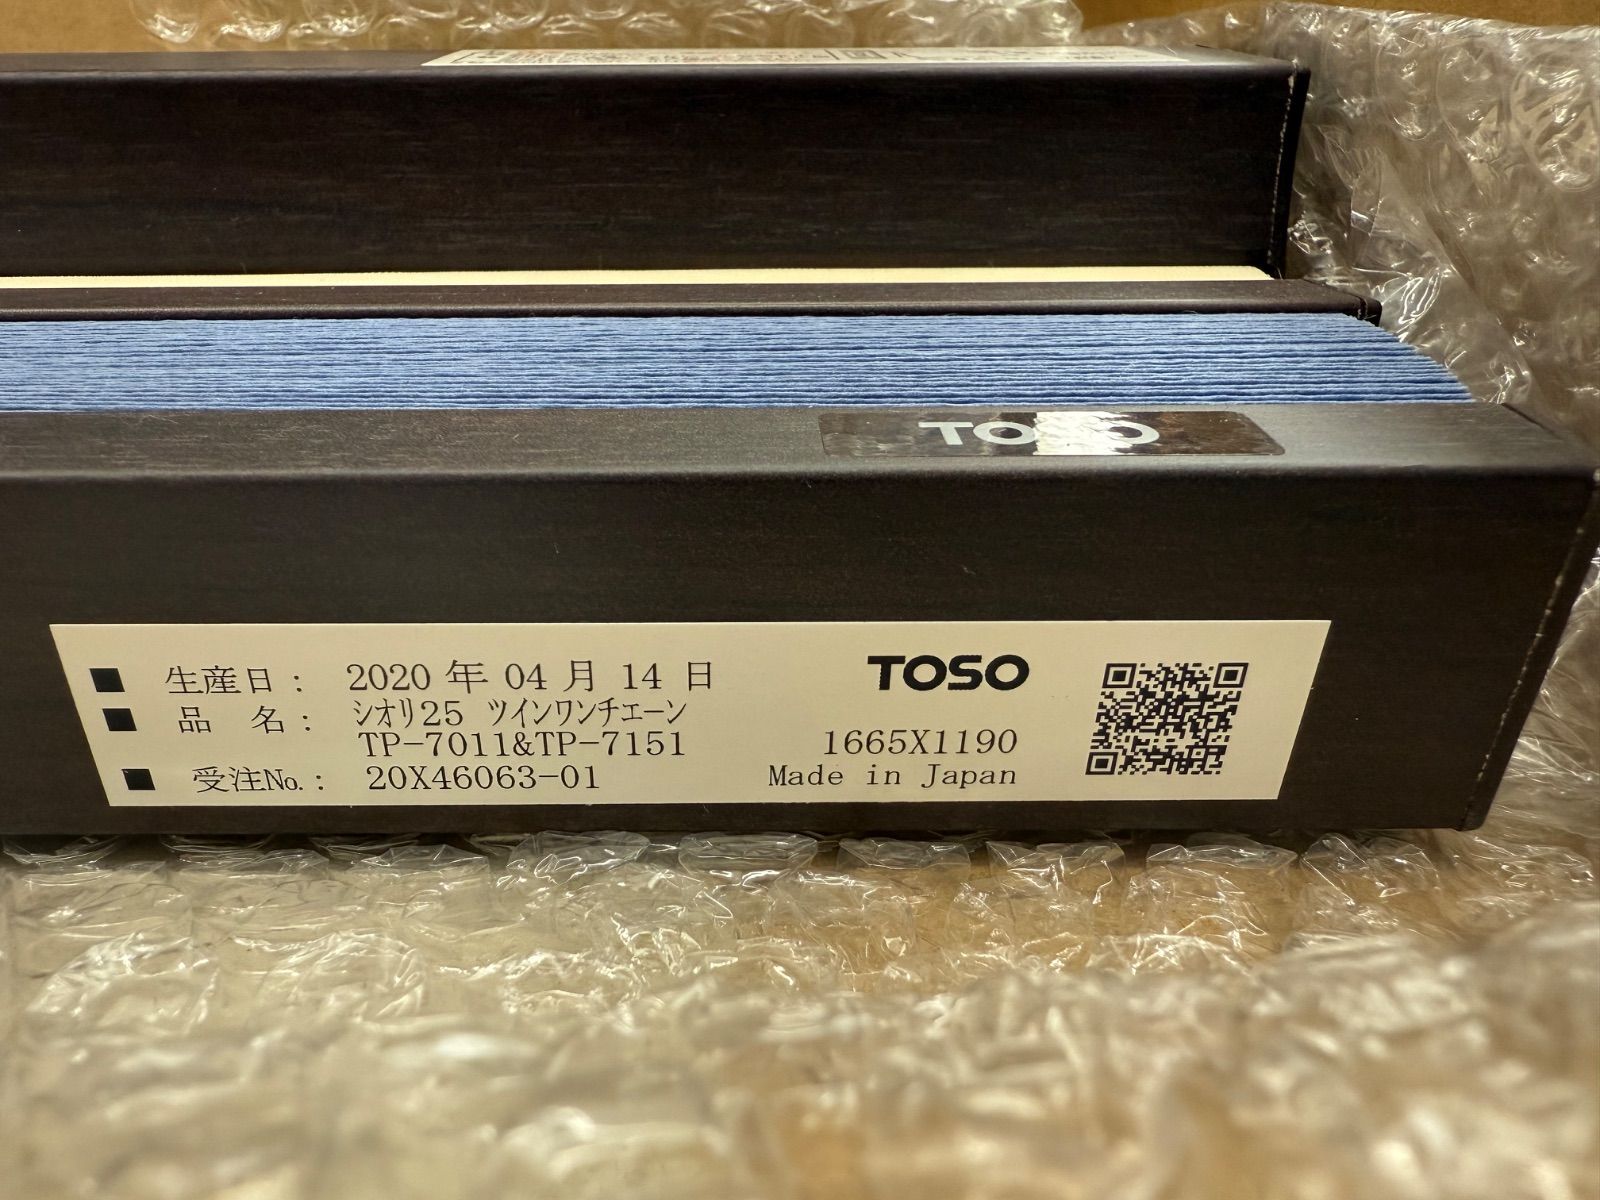 TOSO
■ 生産日： 2020 年 04 月 14 日
TOSO
■ 品 名： ｼｵﾘ25 ﾂｲﾝﾜﾝﾁｪｰﾝ
TP-7011&TP-7151
1665X1190
■ 受注№.： 20X46063-01
Made in Japan